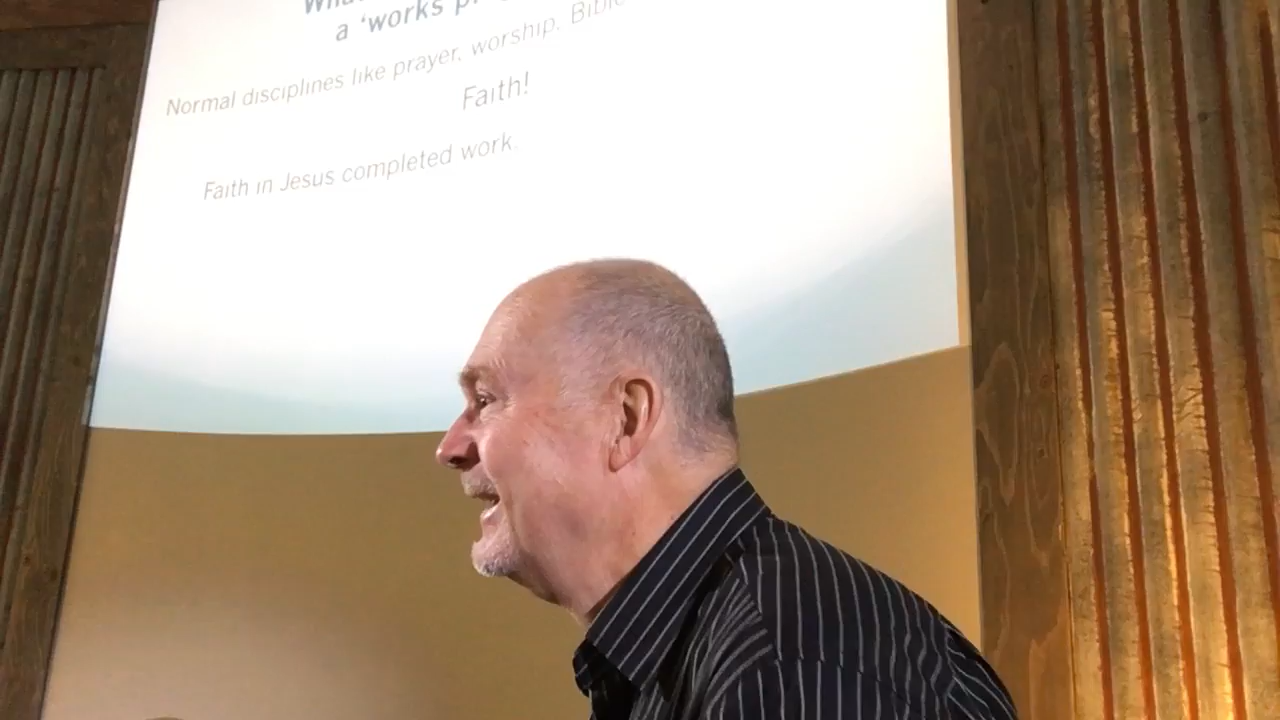 a 'works
Normal disciplines like prayer, worship. Bible
Faith!
Faith in Jesus completed work.